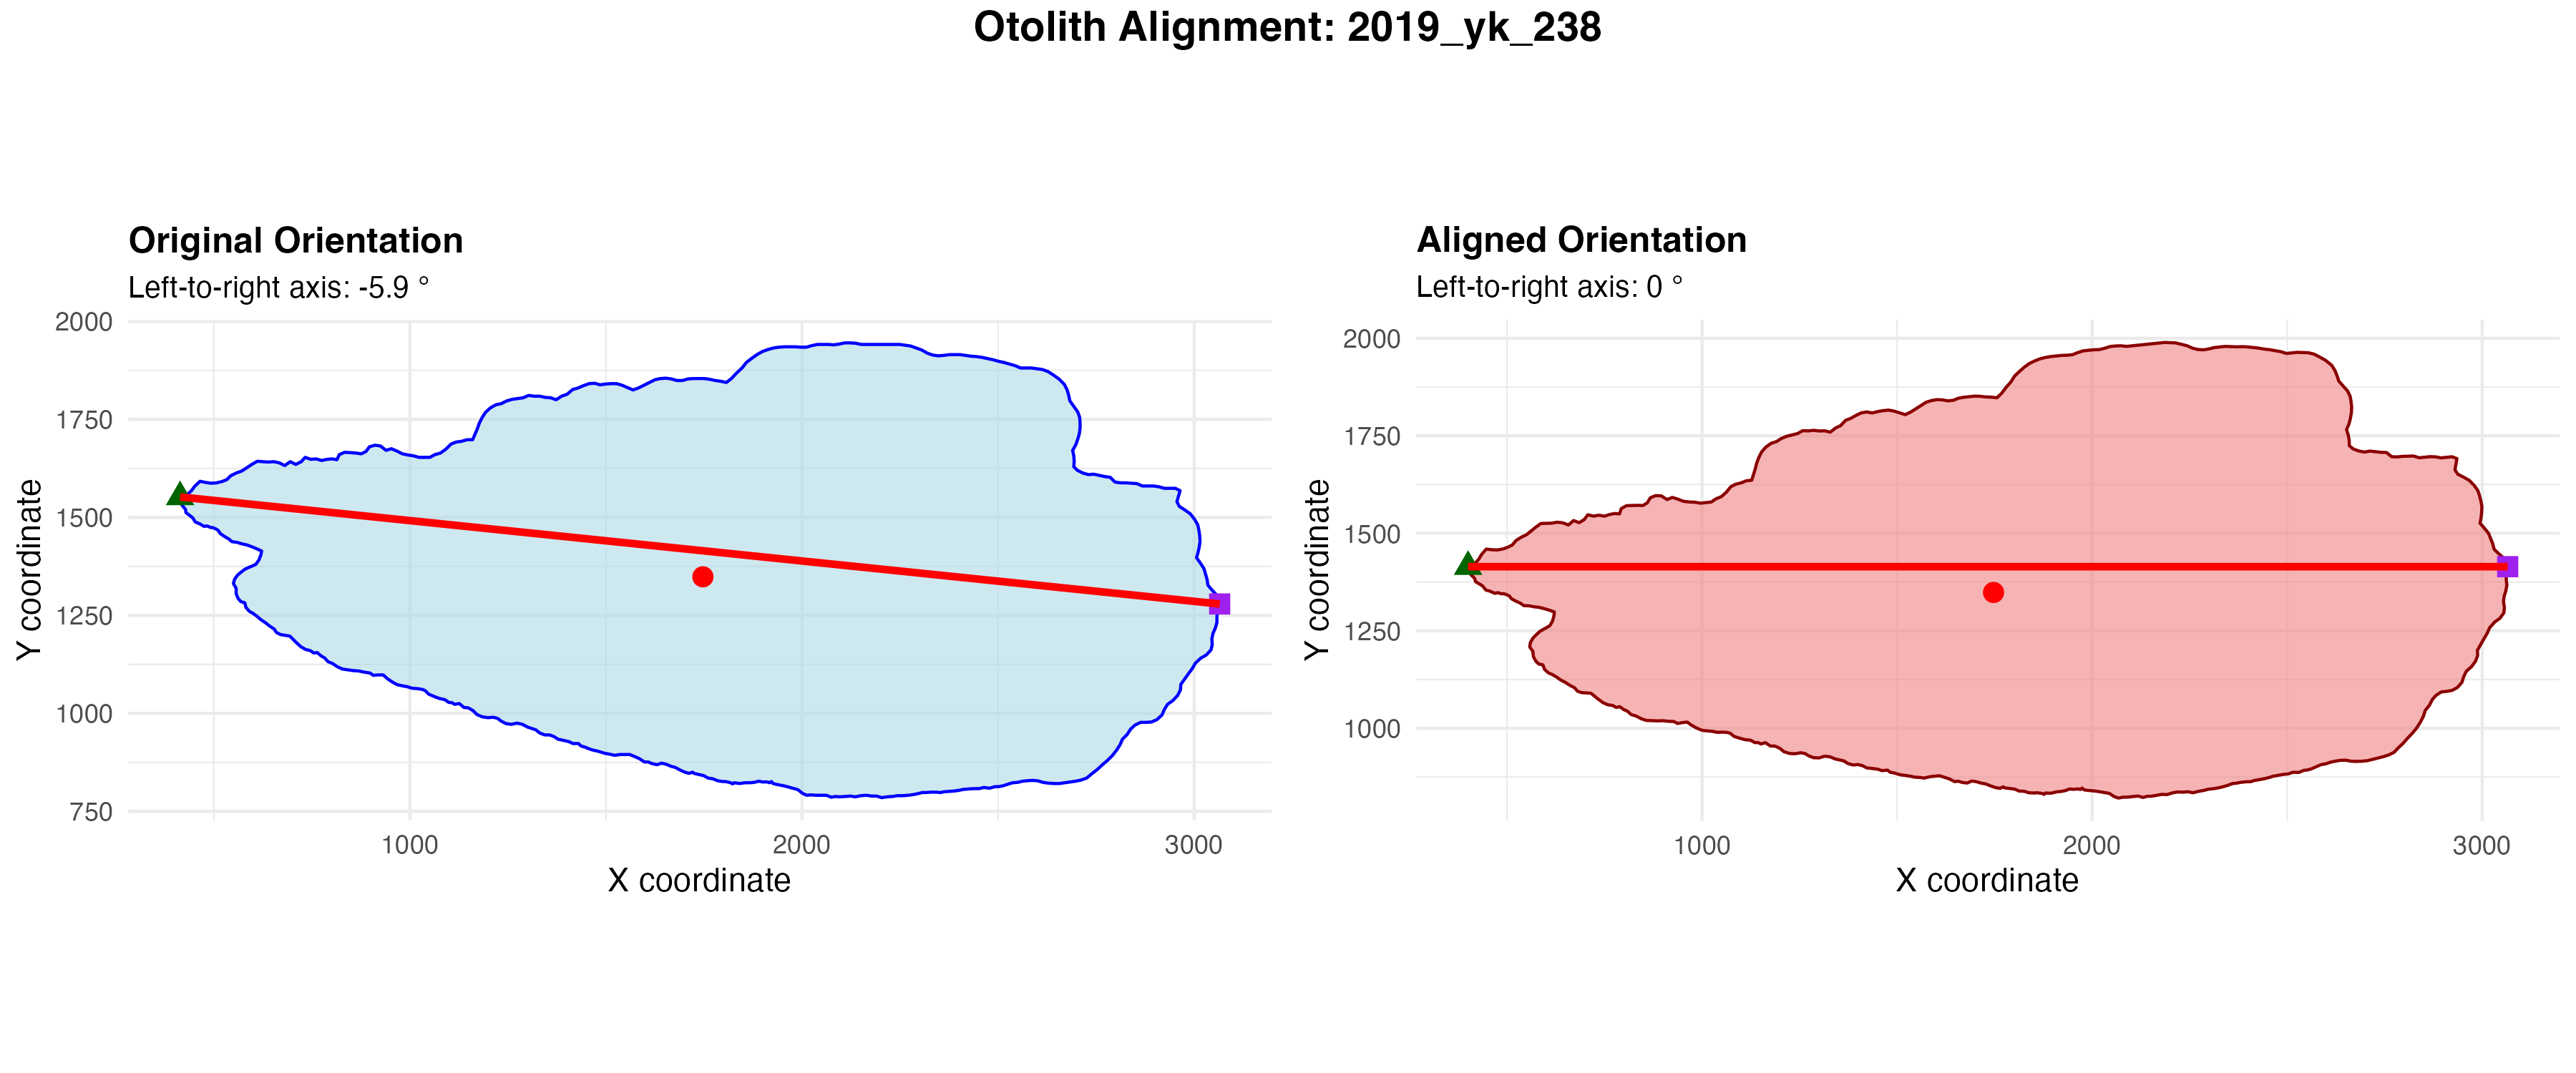 Otolith Alignment: 2019_yk_238
Original Orientation
Left-to-right axis: -5.9 °
2000
1750
1500
1250
1000
750
Y coordinate
1000
2000
3000
X coordinate
Aligned Orientation
Left-to-right axis: 0 °
2000
1750
1500
1250
1000
Y coordinate
1000
2000
3000
X coordinate